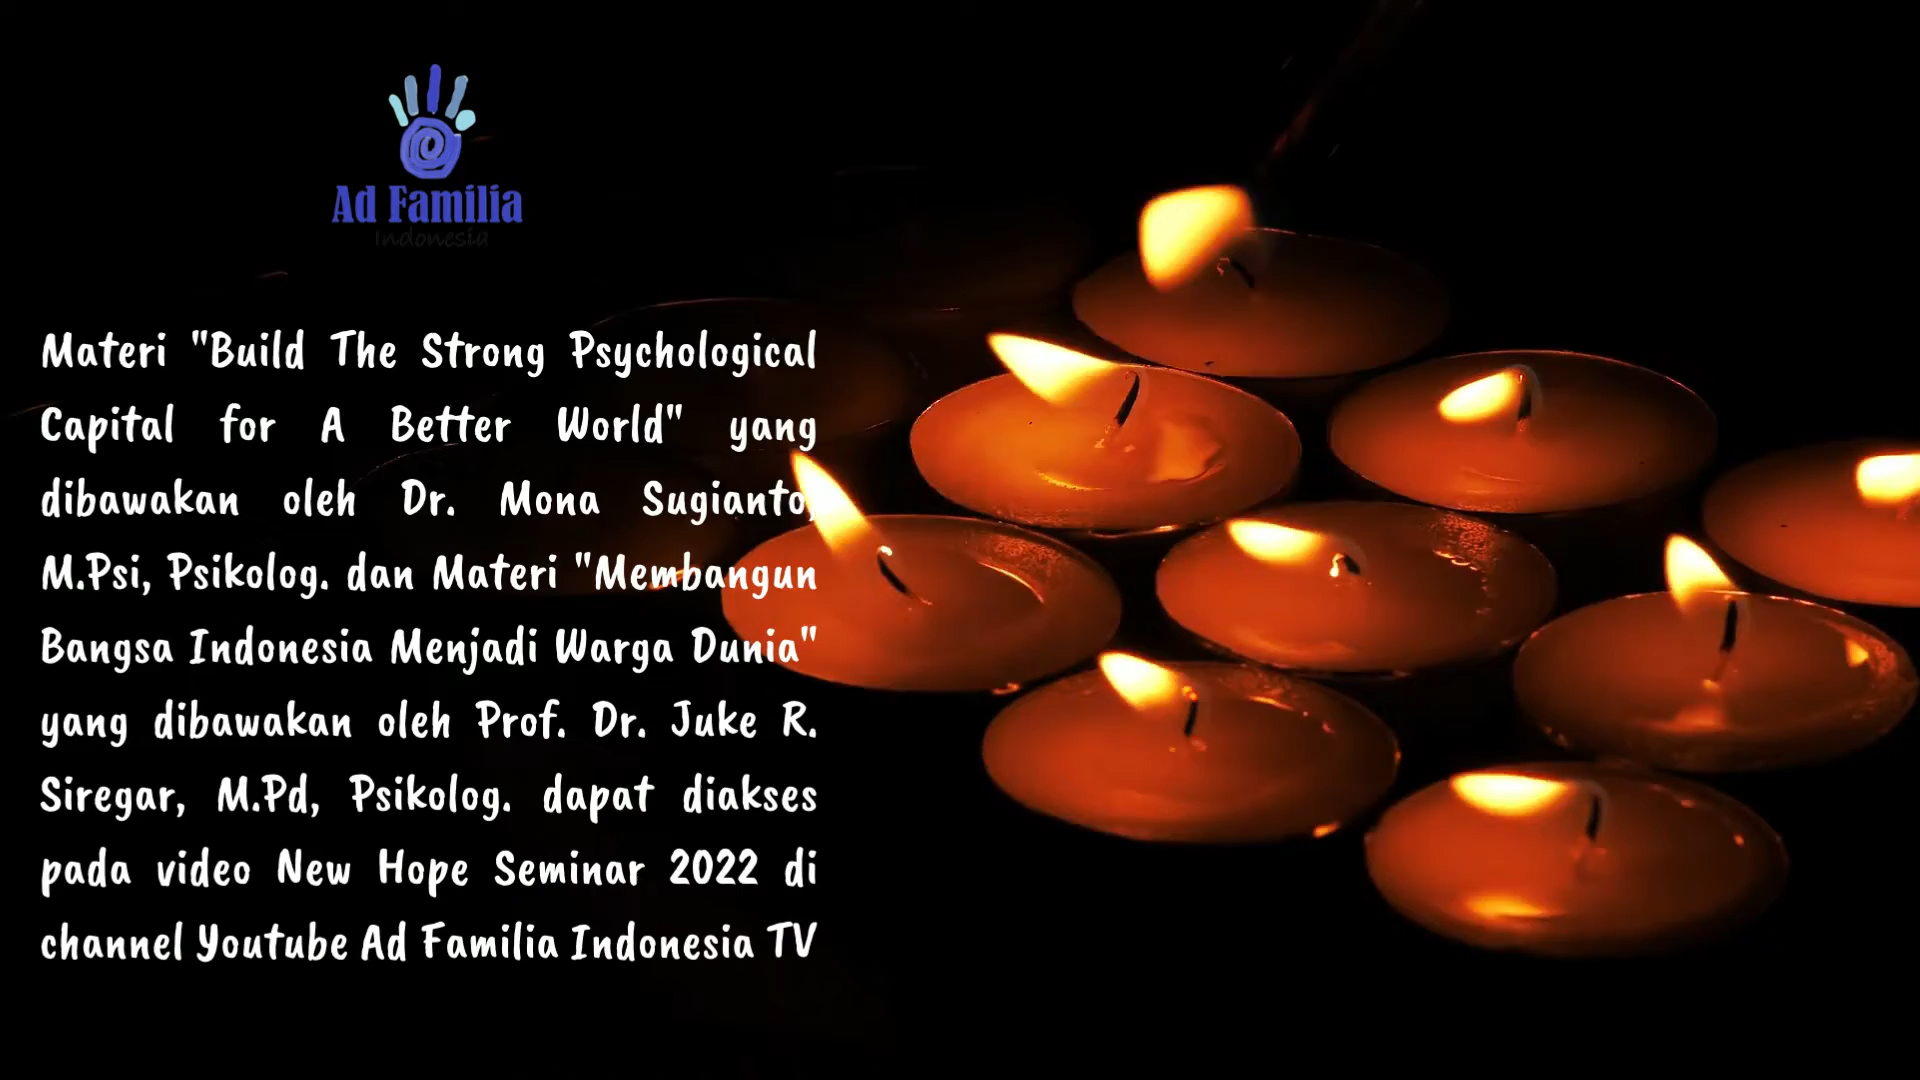 Ad Familia
Indonesia
Materi "Build The Strong Psychological
Capital for A Better World" yang
dibawakan oleh Dr. Mona Sugianto,
M.Psi, Psikolog. dan Materi "Membangun
Bangsa Indonesia Menjadi Warga Dunia"
yang dibawakan oleh Prof. Dr. Juke R.
Siregar, M.Pd, Psikolog. dapat diakses
pada video New Hope Seminar 2022 di
channel Youtube Ad Familia Indonesia TV